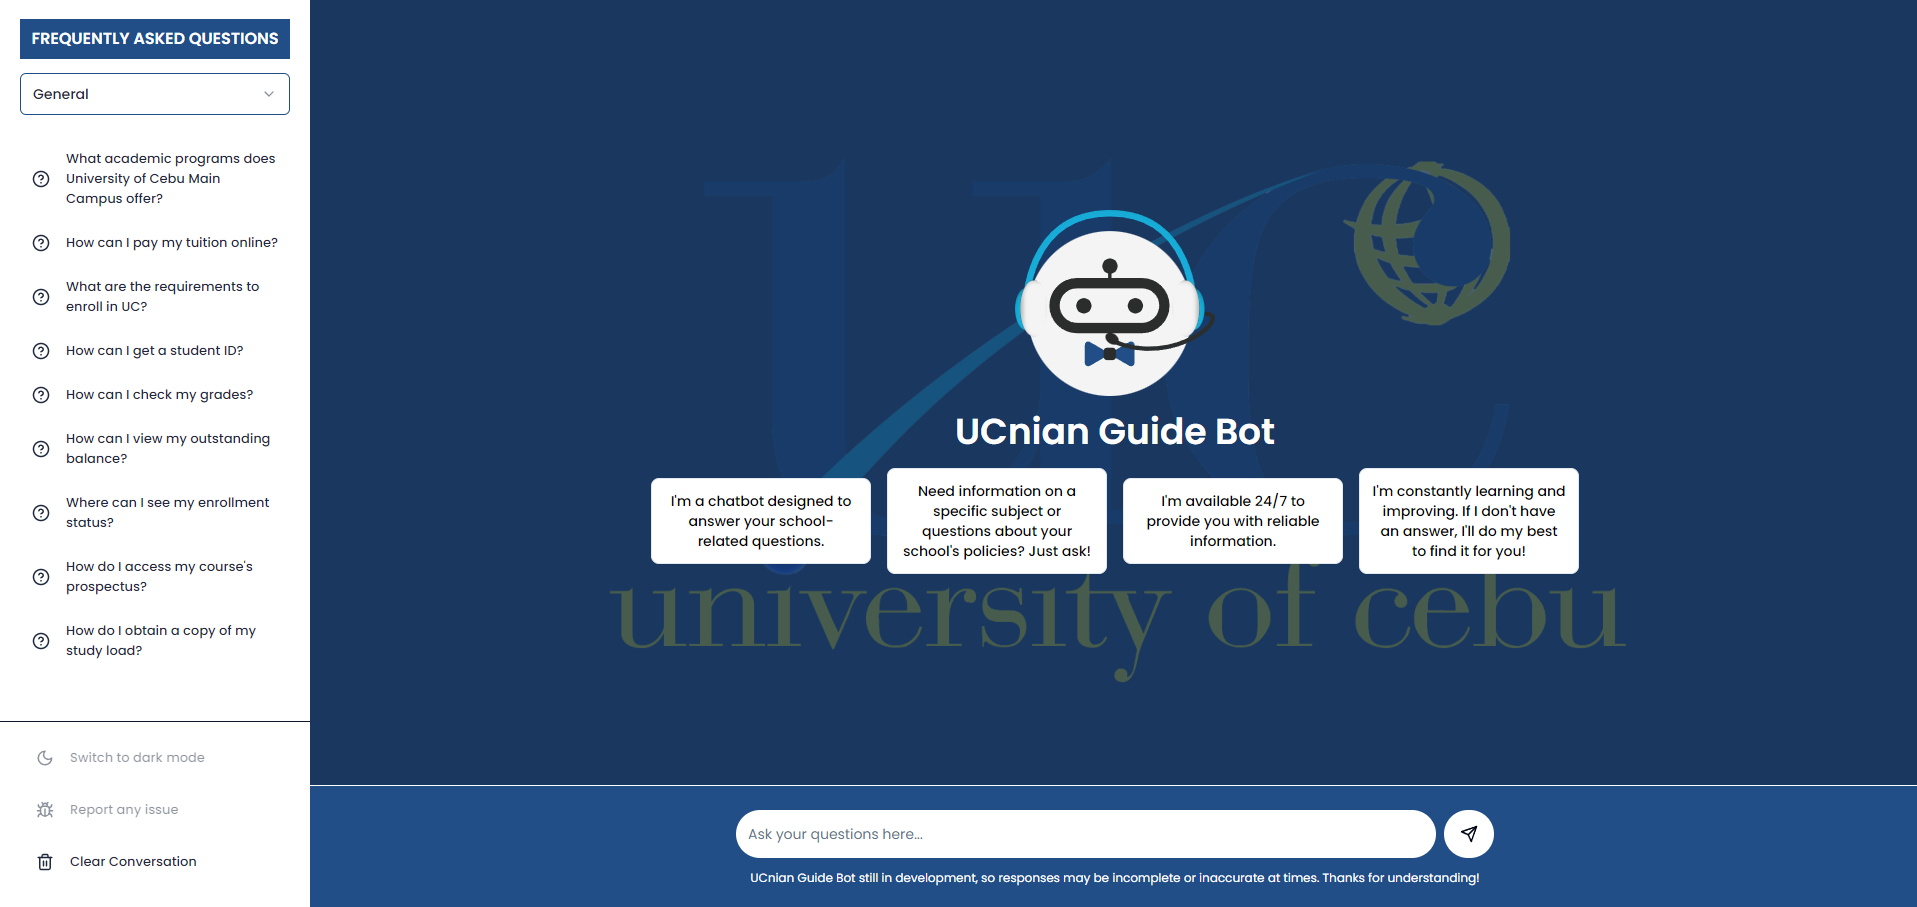 FREQUENTLY ASKED QUESTIONS
General
What academic programs does
University of Cebu Main
Campus offer?
How can I pay my tuition online?
What are the requirements to
enroll in UC?
How can I get a student ID?
How can I check my grades?
How can I view my outstanding
balance?
Where can I see my enrollment
status?
How do I access my course's
prospectus?
How do I obtain a copy of my
study load?
Switch to dark mode
Report any issue
Clear Conversation
UC
UCnian Guide Bot
I'm a chatbot designed to
answer your school-
related questions.
Need information on a
specific subject or
questions about your
school's policies? Just ask!
I'm available 24/7 to
provide you with reliable
information.
I'm constantly learning and
improving. If I don't have
an answer, I'll do my best
to find it for you!
university of cebu
Ask your questions here...
UCnian Guide Bot still in development, so responses may be incomplete or inaccurate at times. Thanks for understanding!